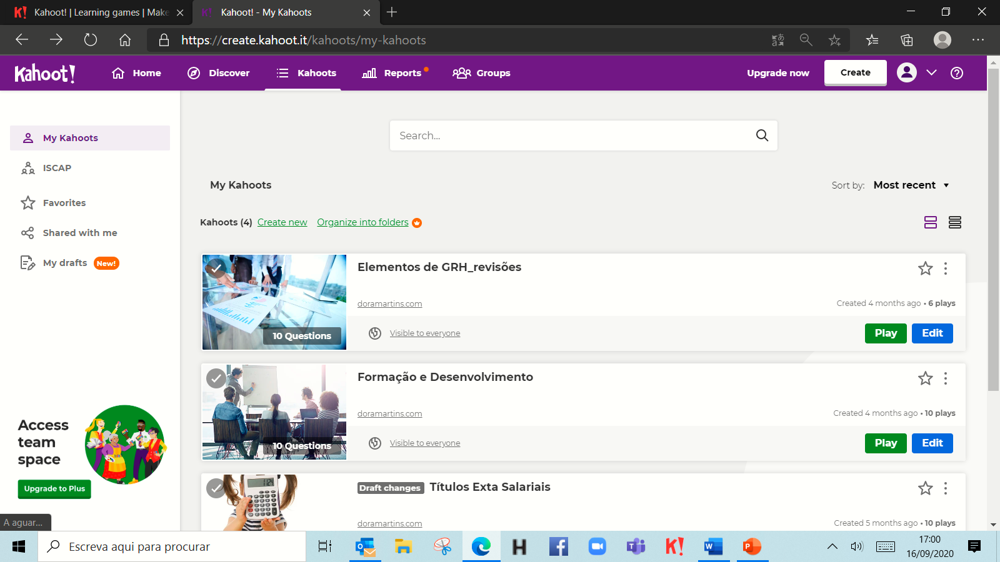 Kahoot! | Learning games | Make
Kahoot! - My Kahoots
https://create.kahoot.it/kahoots/my-kahoots
Kahoot!
Home
Discover
Kahoots
Reports
Groups
Upgrade now
Create
My Kahoots
ISCAP
Favorites
Shared with me
My drafts New!
Search...
My Kahoots
Sort by: Most recent
Kahoots (4) Create new Organize into folders
Elementos de GRH_revisões
doramartins.com
Created 4 months ago • 6 plays
10 Questions
Visible to everyone
Play
Edit
Formação e Desenvolvimento
doramartins.com
Created 4 months ago • 10 plays
10 Questions
Visible to everyone
Play
Edit
Draft changes Títulos Exta Salariais
doramartins.com
Created 5 months ago • 10 plays
Access
team
space
Upgrade to Plus
A aguar...
Escreva aqui para procurar
17:00
16/09/2020